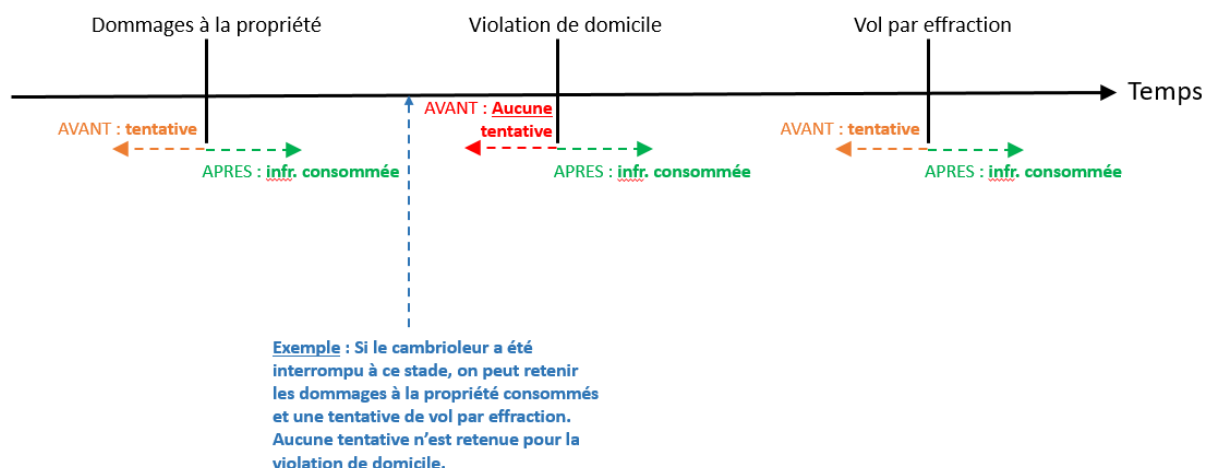 Dommages à la propriété
Violation de domicile
Vol par effraction
Temps
AVANT : tentative
APRES : infr. consommée
AVANT : Aucune
tentative
APRES : infr. consommée
AVANT : tentative
APRES : infr. consommée
Exemple : Si le cambrioleur a été
interrompu à ce stade, on peut retenir
les dommages à la propriété consommés
et une tentative de vol par effraction.
Aucune tentative n’est retenue pour la
violation de domicile.